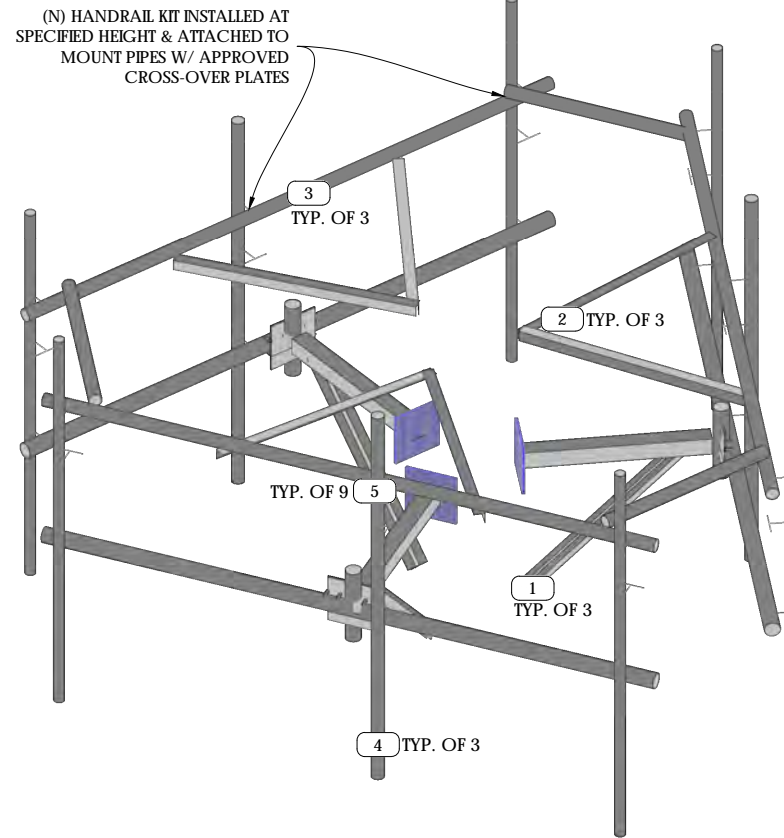 (N) HANDRAIL KIT INSTALLED AT
SPECIFIED HEIGHT & ATTACHED TO
MOUNT PIPES W/ APPROVED
CROSS-OVER PLATES
3
TYP. OF 3
2 TYP. OF 3
TYP. OF 9 5
1
TYP. OF 3
4 TYP. OF 3